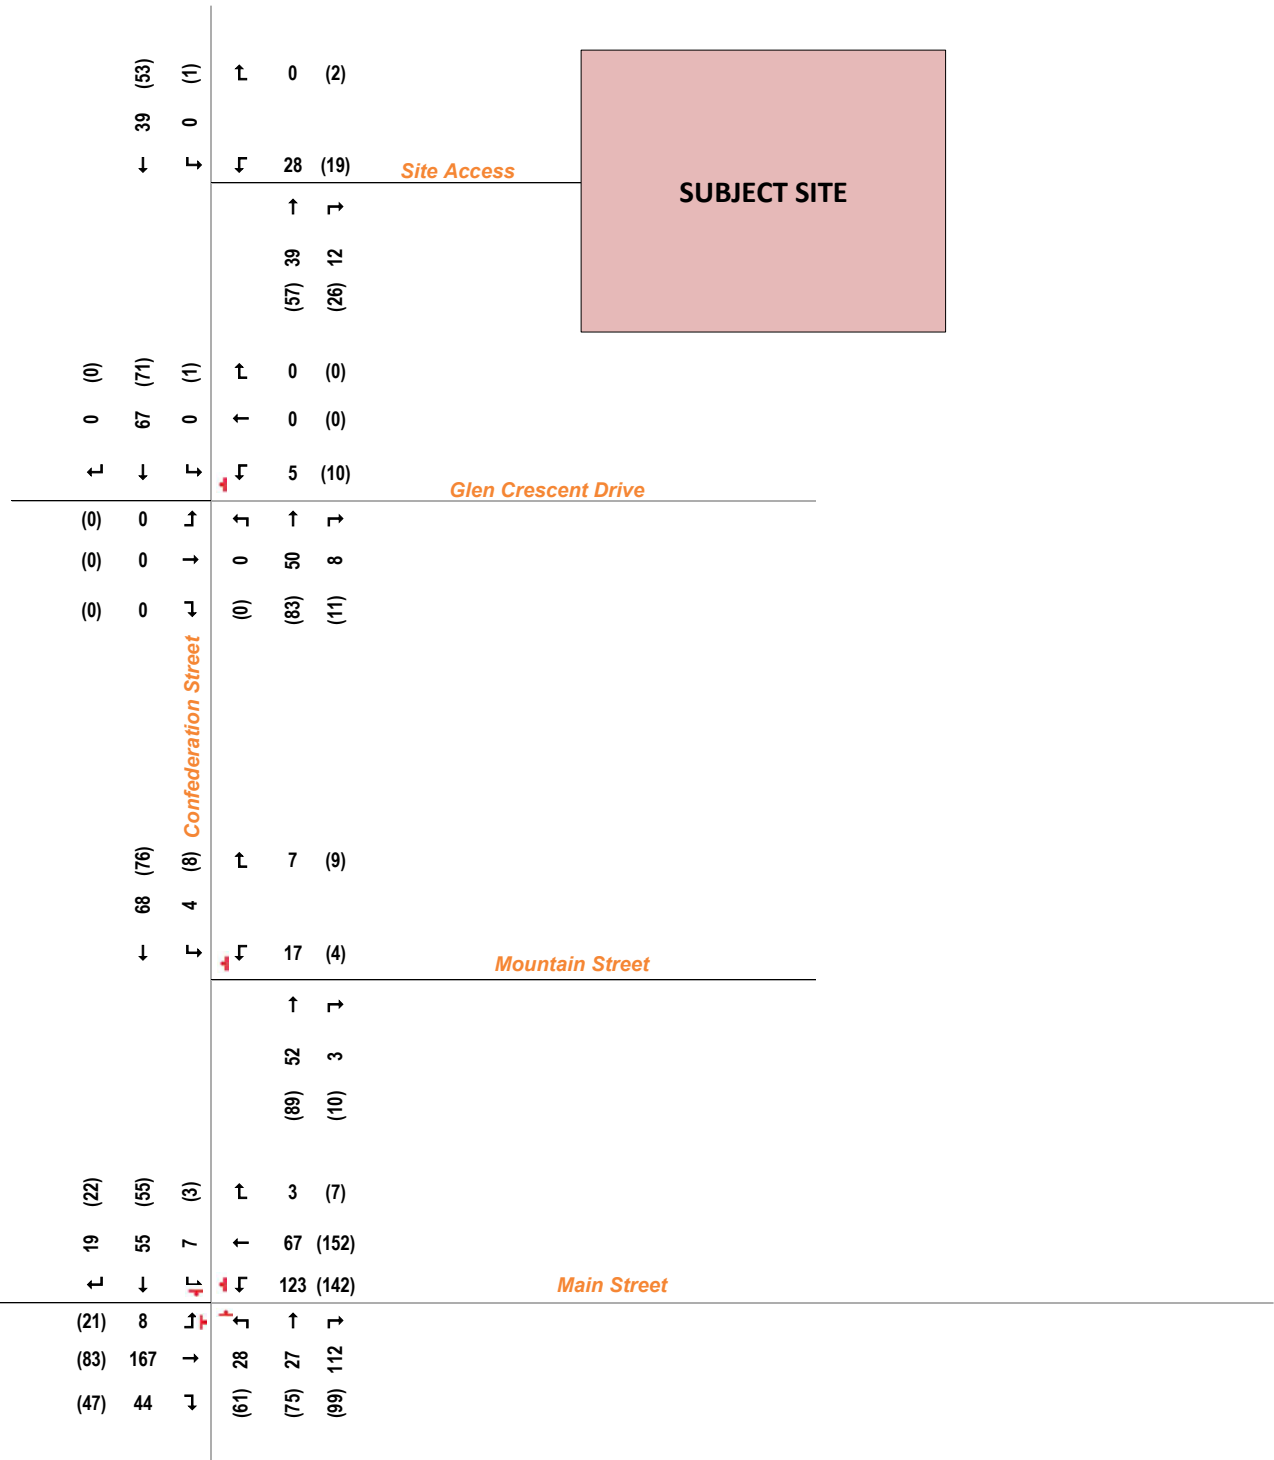 (53) (1) 0 (2)
39 0
28 (19) Site Access
SUBJECT SITE
39 12
(57) (26)
(0) (71) (1) 0 (0)
0 67 0 0 (0)
5 (10)
Glen Crescent Drive
(0) 0
(0) 0 0 50 8
(0) 0 (0) (83) (11)
Confederation Street
(76) (8) 7 (9)
68 4
17 (4)
Mountain Street
52 3
(89) (10)
(22) (55) (3) 3 (7)
19 55 7 67 (152)
123 (142) Main Street
(21) 8
(83) 167 28 27 112
(47) 44 (61) (75) (99)